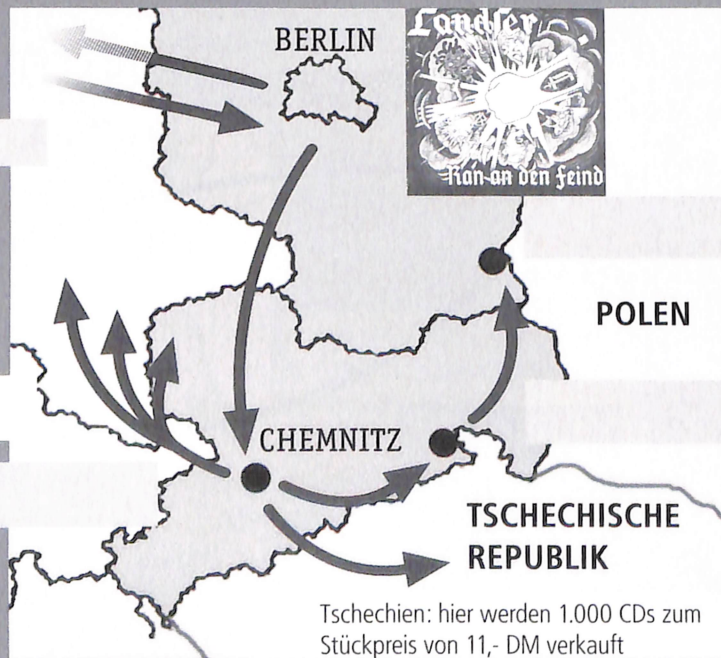 BERLIN
Landser
Ran an den Feind
POLEN
CHEMNITZ
TSCHECHISCHE
REPUBLIK
Tschechien: hier werden 1.000 CDs zum
Stückpreis von 11,- DM verkauft